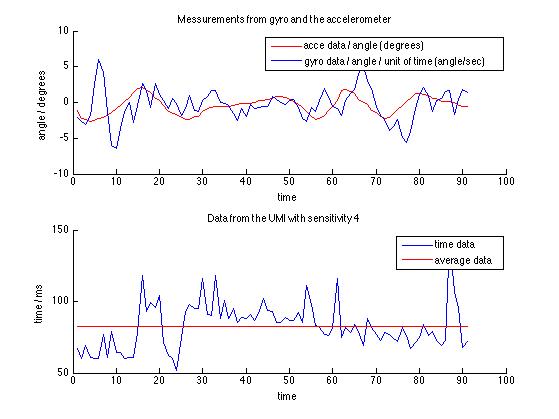 Messurements from gyro and the accelerometer
10
acce data / angle (degrees)
gyro data / angle / unit of time (angle/sec)
5
0
-5
-10
angle / degrees
0 10 20 30 40 50 60 70 80 90 100
time
Data from the UMI with sensitivity 4
150
time data
average data
100
50
time / ms
0 10 20 30 40 50 60 70 80 90 100
time